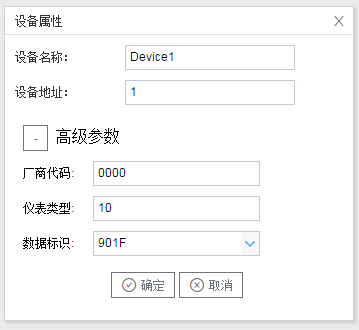 设备属性
设备名称： Device1
设备地址： 1
- 高级参数
厂商代码: 0000
仪表类型: 10
数据标识: 901F
确定 取消